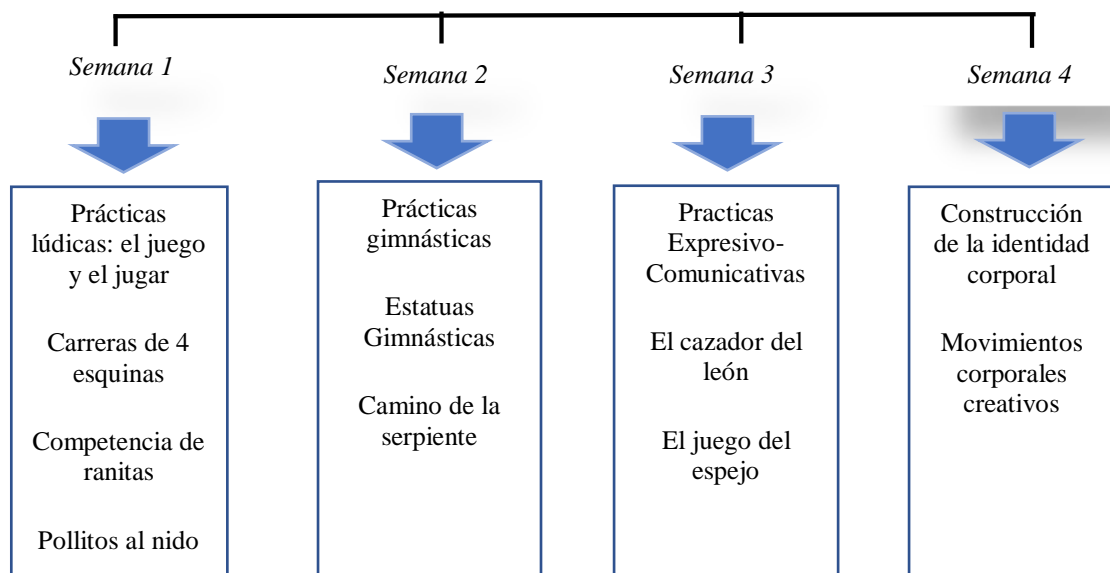 Semana 1
Semana 2
Semana 3
Semana 4
Prácticas
lúdicas: el juego
y el jugar
Carreras de 4
esquinas
Competencia de
ranitas
Pollitos al nido
Prácticas
gimnásticas
Estatuas
Gimnásticas
Camino de la
serpiente
Practicas
Expresivo-
Comunicativas
El cazador del
león
El juego del
espejo
Construcción
de la identidad
corporal
Movimientos
corporales
creativos